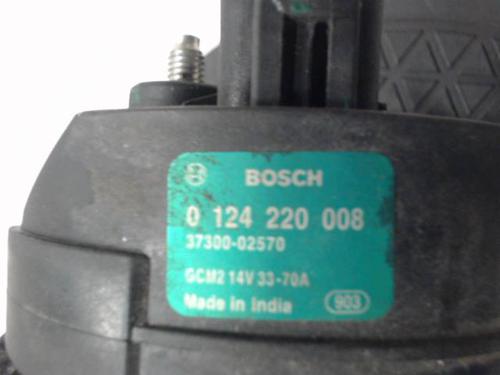 BOSCH
0 124 220 008
37300-02570
GCM2 14V 33-70A
Made in India 903